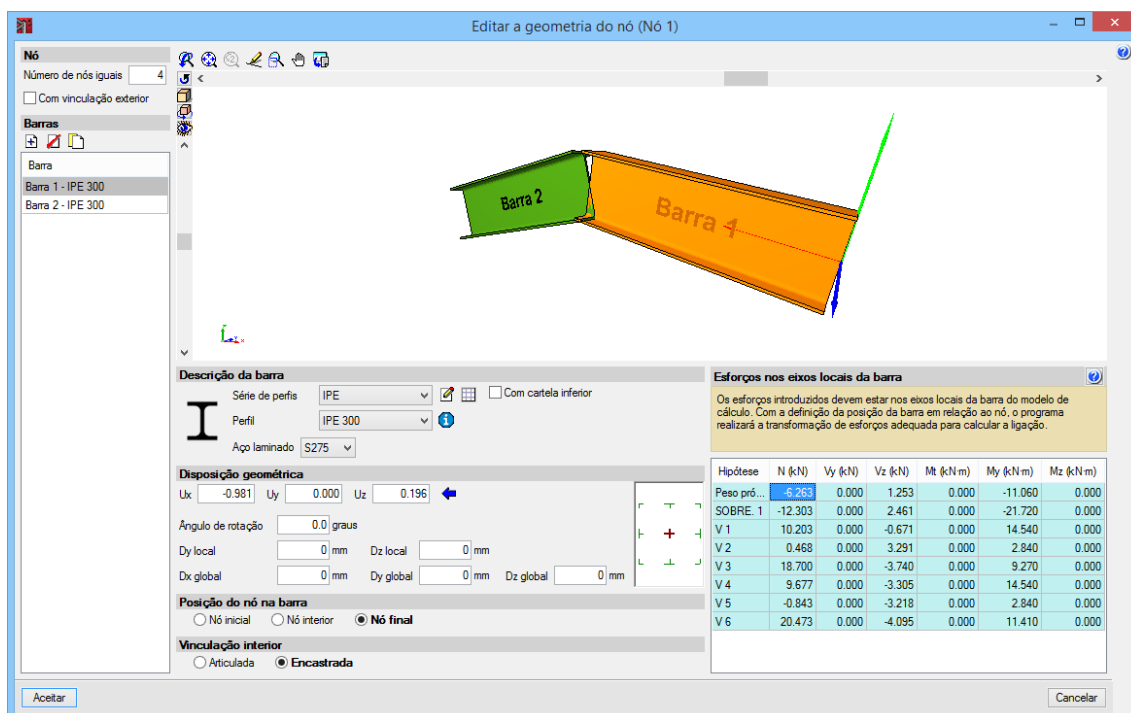 Editar a geometria do nó (Nó 1)
Nó
Número de nós iguais 4
Com vinculação exterior
Barras
Barra
Barra 1 - IPE 300
Barra 2 - IPE 300
Barra 2
Barra 1
Descrição da barra
Série de perfis IPE Com cartela inferior
Perfil IPE 300
Aço laminado S275
Disposição geométrica
Ux -0.981 Uy 0.000 Uz 0.196
Ângulo de rotação 0.0 graus
Dy local 0 mm Dz local 0 mm
Dx global 0 mm Dy global 0 mm Dz global 0 mm
Posição do nó na barra
Nó inicial Nó interior Nó final
Vinculação interior
Articulada Encastrada
Esforços nos eixos locais da barra
Os esforços introduzidos devem estar nos eixos locais da barra do modelo de
cálculo. Com a definição da posição da barra em relação ao nó, o programa
realizará a transformação de esforços adequada para calcular a ligação.
Hipótese N (kN) Vy (kN) Vz (kN) Mt (kN·m) My (kN·m) Mz (kN·m)
Peso pró... -6.263 0.000 1.253 0.000 -11.060 0.000
SOBRE. 1 -12.303 0.000 2.461 0.000 -21.720 0.000
V 1 10.203 0.000 -0.671 0.000 14.540 0.000
V 2 0.468 0.000 3.291 0.000 2.840 0.000
V 3 18.700 0.000 -3.740 0.000 9.270 0.000
V 4 9.677 0.000 -3.305 0.000 14.540 0.000
V 5 -0.843 0.000 -3.218 0.000 2.840 0.000
V 6 20.473 0.000 -4.095 0.000 11.410 0.000
Aceitar
Cancelar